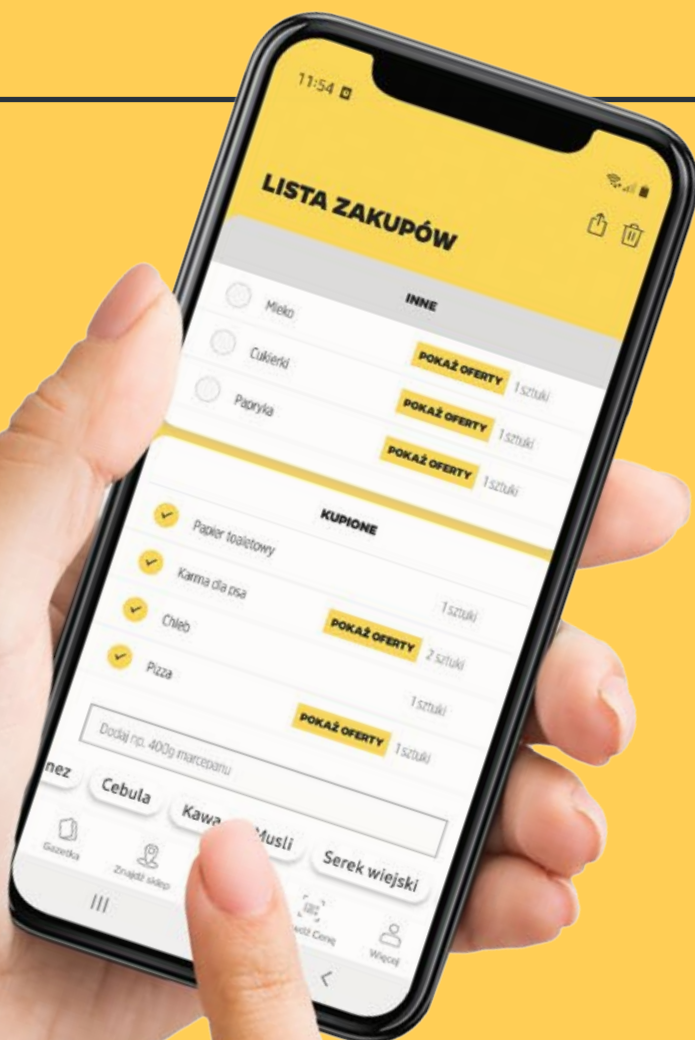 11:54
LISTA ZAKUPÓW
INNE
Mleko
POKAŻ OFERTY 1 sztuki
Cukierki
POKAŻ OFERTY 1 sztuki
Papryka
POKAŻ OFERTY 1 sztuki
KUPIONE
Papier toaletowy
1 sztuki
Karma dla psa
POKAŻ OFERTY 2 sztuki
Chleb
1 sztuki
Pizza
POKAŻ OFERTY 1 sztuki
Dodaj np. 400g marcepanu
nez Cebula Kawa Musli Serek wiejski
Gazetka Znajdź sklep wdź Cenę Więcej